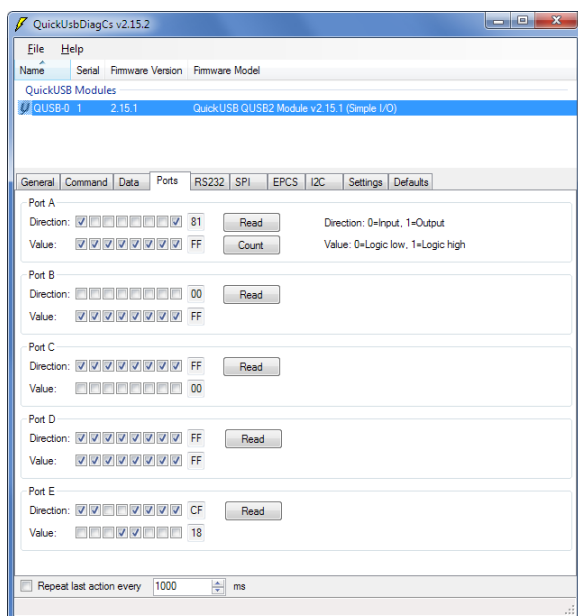 QuickUsbDiagCs v2.15.2
File Help
Name Serial Firmware Version Firmware Model
QuickUSB Modules
QUSB-0 1 2.15.1 QuickUSB QUSB2 Module v2.15.1 (Simple I/O)
General Command Data Ports RS232 SPI EPCS I2C Settings Defaults
Port A
Direction: 81 Read Direction: 0=Input, 1=Output
Value: FF Count Value: 0=Logic low, 1=Logic high
Port B
Direction: 00 Read
Value: FF
Port C
Direction: FF Read
Value: 00
Port D
Direction: FF Read
Value: FF
Port E
Direction: CF Read
Value: 18
Repeat last action every 1000 ms